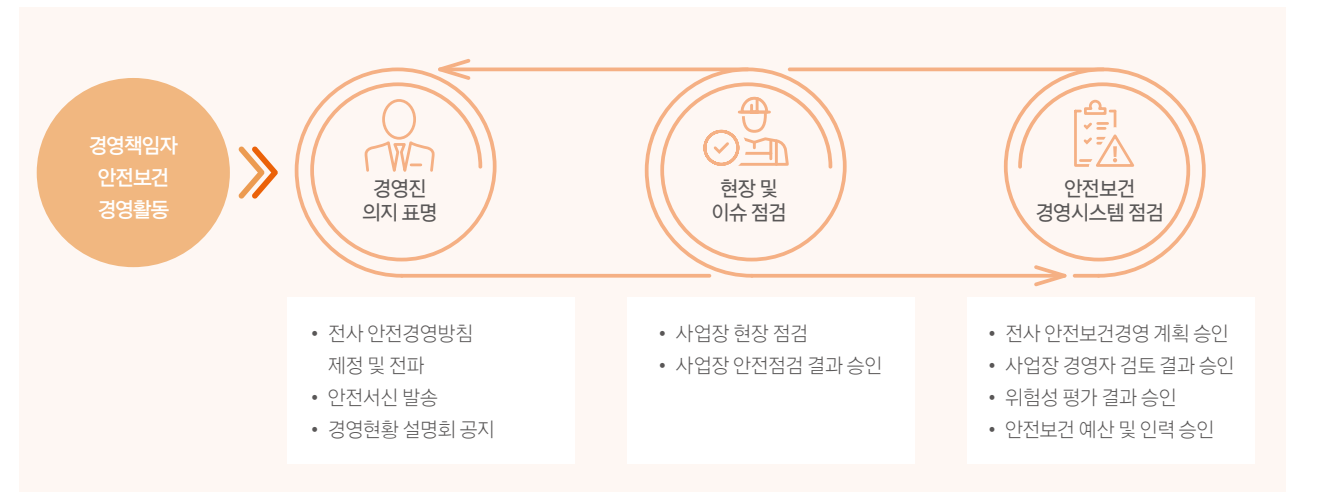 경영책임자
안전보건
경영활동
경영진
의지 표명
현장 및
이슈 점검
안전보건
경영시스템 점검
• 전사 안전경영방침
제정 및 전파
• 안전서신 발송
• 경영현황 설명회 공지
• 사업장 현장 점검
• 사업장 안전점검 결과 승인
• 전사 안전보건경영 계획 승인
• 사업장 경영자 검토 결과 승인
• 위험성 평가 결과 승인
• 안전보건 예산 및 인력 승인